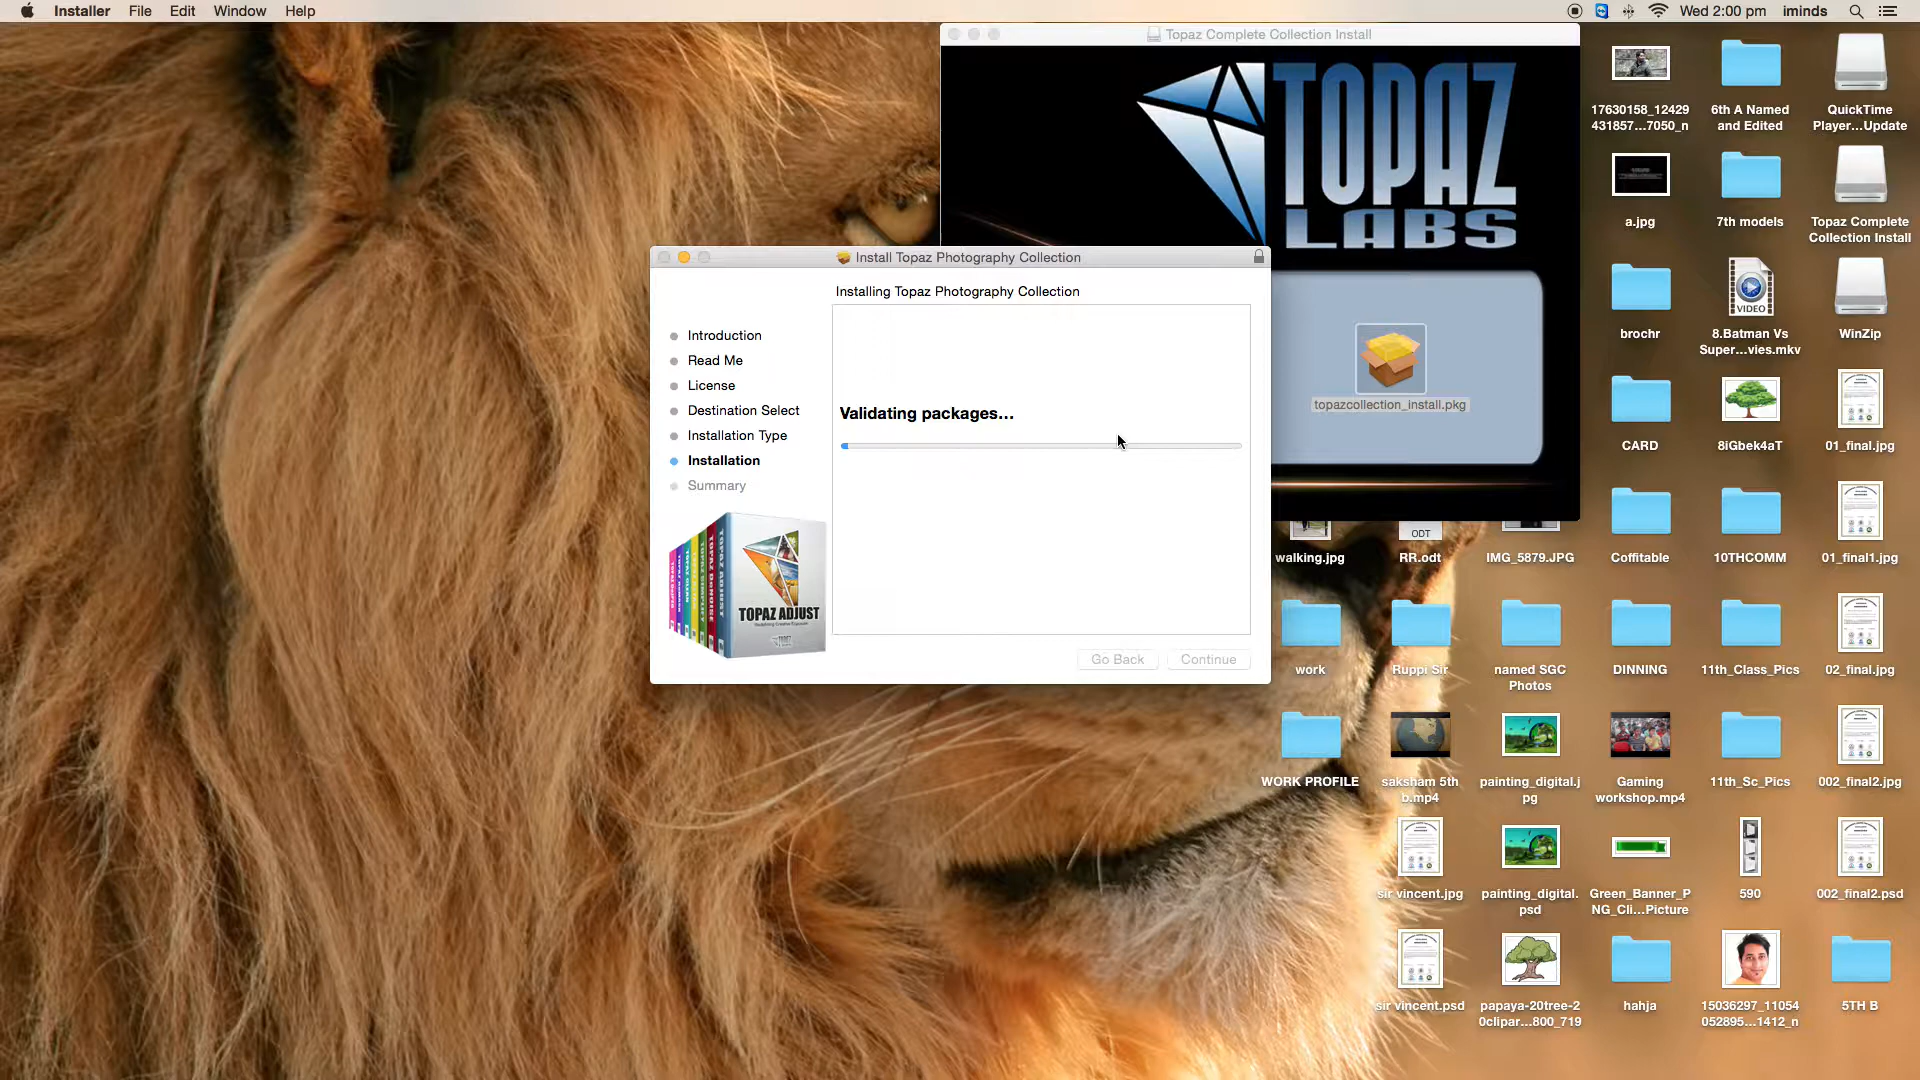 Installer File Edit Window Help
Wed 2:00 pm iminds
Topaz Complete Collection Install
TOPAZ
LABS
topazcollection_install.pkg
Install Topaz Photography Collection
Installing Topaz Photography Collection
Introduction
Read Me
License
Destination Select
Installation Type
Installation
Summary
Validating packages...
TOPAZ ADJUST
Go Back
Continue
17630158_12429
431857...7050_n
6th A Named
and Edited
QuickTime
Player...Update
a.jpg
7th models
Topaz Complete
Collection Install
VIDEO
brochr
8.Batman Vs
Super...vies.mkv
WinZip
CARD
8iGbek4aT
01_final.jpg
ODT
walking.jpg
RR.odt
IMG_5879.JPG
Coffitable
10THCOMM
01_final1.jpg
work
Ruppi Sir
named SGC
Photos
DINNING
11th_Class_Pics
02_final.jpg
WORK PROFILE
saksham 5th
b.mp4
painting_digital.j
pg
Gaming
workshop.mp4
11th_Sc_Pics
002_final2.jpg
sir vincent.jpg
painting_digital.
psd
Green_Banner_P
NG_Cli...Picture
590
002_final2.psd
sir vincent.psd
papaya-20tree-2
0clipar...800_719
hahja
15036297_11054
052895...1412_n
5TH B